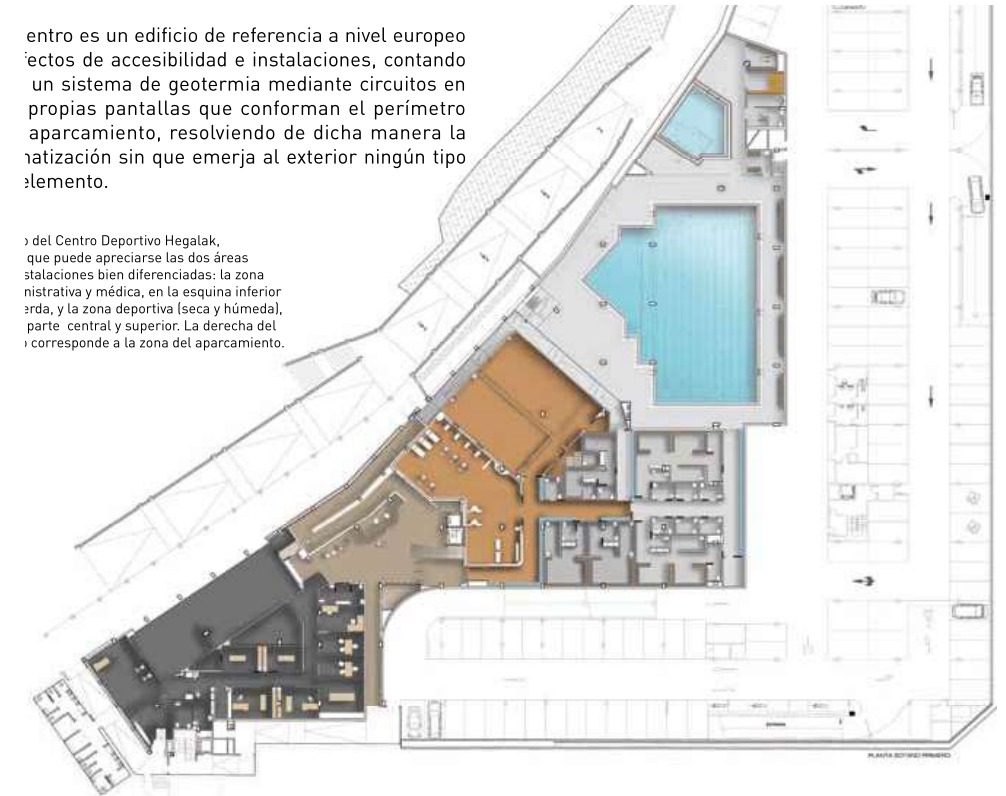 entro es un edificio de referencia a nivel europeo
fectos de accesibilidad e instalaciones, contando
un sistema de geotermia mediante circuitos en
propias pantallas que conforman el perímetro
aparcamiento, resolviendo de dicha manera la
natización sin que emerja al exterior ningún tipo
elemento.
o del Centro Deportivo Hegalak,
que puede apreciarse las dos áreas
stalaciones bien diferenciadas: la zona
nistrativa y médica, en la esquina inferior
erda, y la zona deportiva (seca y húmeda),
parte central y superior. La derecha del
o corresponde a la zona del aparcamiento.
PLANTA SOTANO PRIMERO